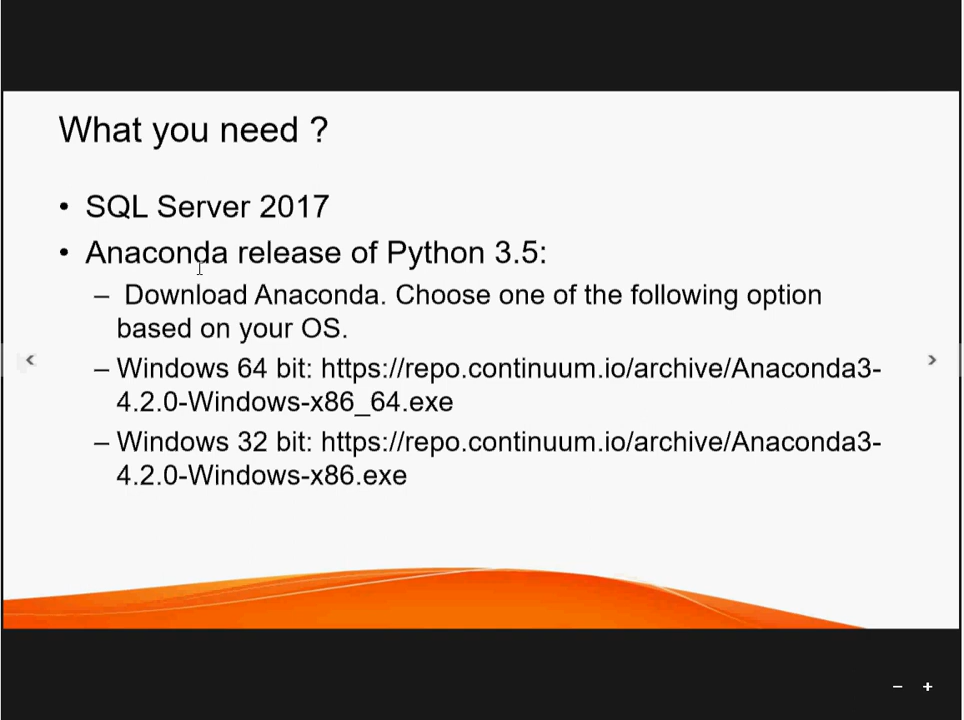 What you need ?
• SQL Server 2017
• Anaconda release of Python 3.5:
– Download Anaconda. Choose one of the following option
based on your OS.
– Windows 64 bit: https://repo.continuum.io/archive/Anaconda3-
4.2.0-Windows-x86_64.exe
– Windows 32 bit: https://repo.continuum.io/archive/Anaconda3-
4.2.0-Windows-x86.exe